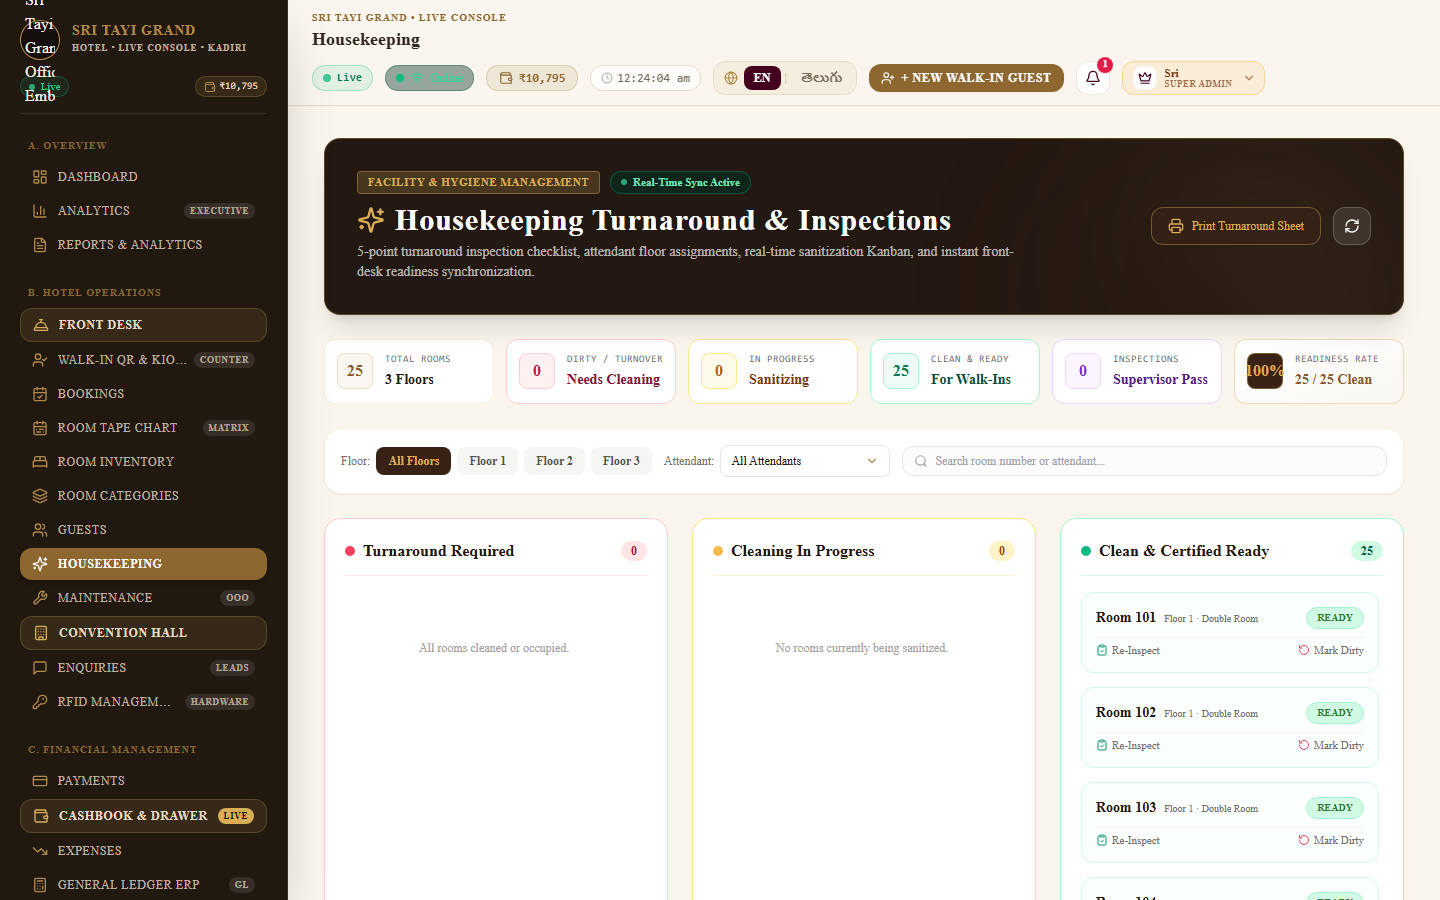 Sri
Tayi
Gran
Offic
Emb
SRI TAYI GRAND
HOTEL • LIVE CONSOLE • KADIRI
Live
₹10,795
A. OVERVIEW
DASHBOARD
ANALYTICS EXECUTIVE
REPORTS & ANALYTICS
B. HOTEL OPERATIONS
FRONT DESK
WALK-IN QR & KIO... COUNTER
BOOKINGS
ROOM TAPE CHART MATRIX
ROOM INVENTORY
ROOM CATEGORIES
GUESTS
HOUSEKEEPING
MAINTENANCE OOO
CONVENTION HALL
ENQUIRIES LEADS
RFID MANAGEM... HARDWARE
C. FINANCIAL MANAGEMENT
PAYMENTS
CASHBOOK & DRAWER LIVE
EXPENSES
GENERAL LEDGER ERP GL
SRI TAYI GRAND • LIVE CONSOLE
Housekeeping
Live
₹10,795
12:24:04 am
EN | తెలుగు
+ NEW WALK-IN GUEST
1
Sri
SUPER ADMIN
FACILITY & HYGIENE MANAGEMENT
Real-Time Sync Active
Housekeeping Turnaround & Inspections
5-point turnaround inspection checklist, attendant floor assignments, real-time sanitization Kanban, and instant front-
desk readiness synchronization.
Print Turnaround Sheet
25 TOTAL ROOMS
3 Floors
0 DIRTY / TURNOVER
Needs Cleaning
0 IN PROGRESS
Sanitizing
25 CLEAN & READY
For Walk-Ins
0 INSPECTIONS
Supervisor Pass
100% READINESS RATE
25 / 25 Clean
Floor: All Floors Floor 1 Floor 2 Floor 3 Attendant: All Attendants Search room number or attendant...
Turnaround Required 0
All rooms cleaned or occupied.
Cleaning In Progress 0
No rooms currently being sanitized.
Clean & Certified Ready 25
Room 101 Floor 1 · Double Room READY
Re-Inspect Mark Dirty
Room 102 Floor 1 · Double Room READY
Re-Inspect Mark Dirty
Room 103 Floor 1 · Double Room READY
Re-Inspect Mark Dirty